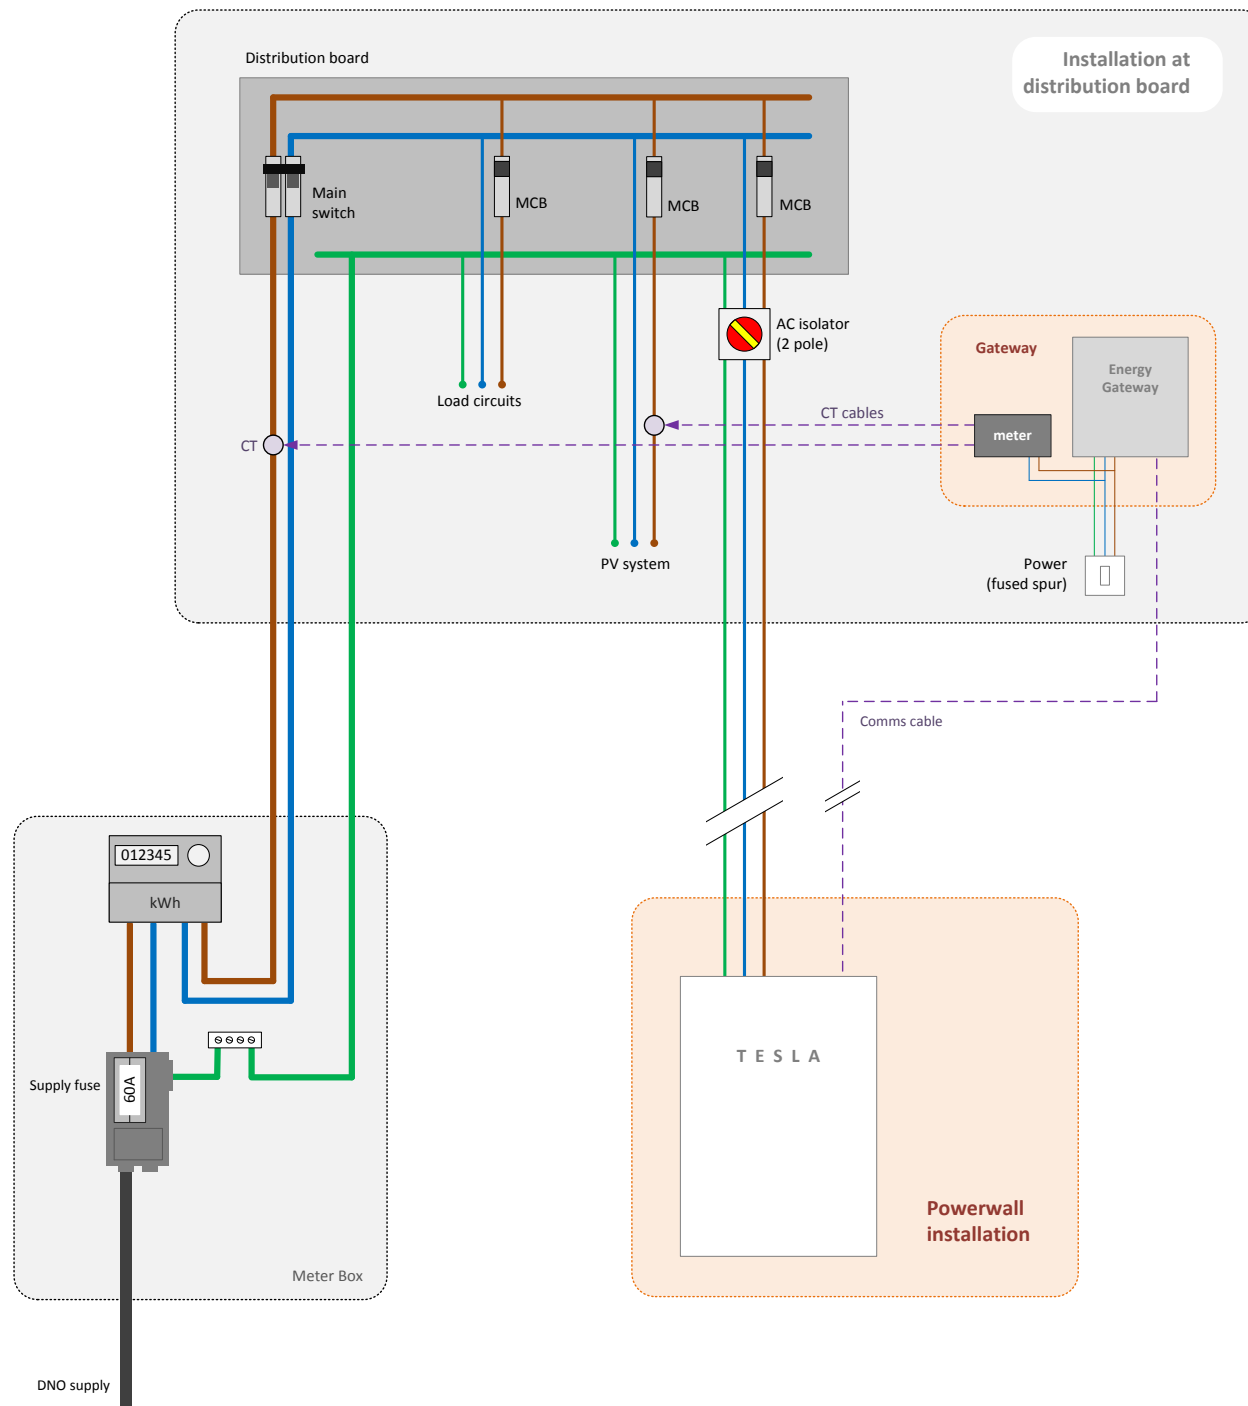 Distribution board
Installation at
distribution board
Main
switch
MCB
MCB
MCB
AC isolator
(2 pole)
Gateway
Energy
Gateway
Load circuits
CT cables
meter
CT
PV system
Power
(fused spur)
Comms cable
012345
kWh
TESLA
Supply fuse
60A
Powerwall
installation
Meter Box
DNO supply